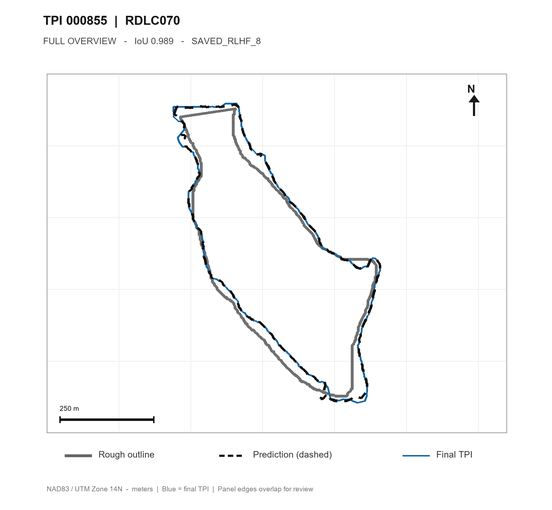 TPI 000855 | RDLC070
FULL OVERVIEW - IoU 0.989 - SAVED_RLHF_8
N
250 m
Rough outline
Prediction (dashed)
Final TPI
NAD83 / UTM Zone 14N - meters | Blue = final TPI | Panel edges overlap for review